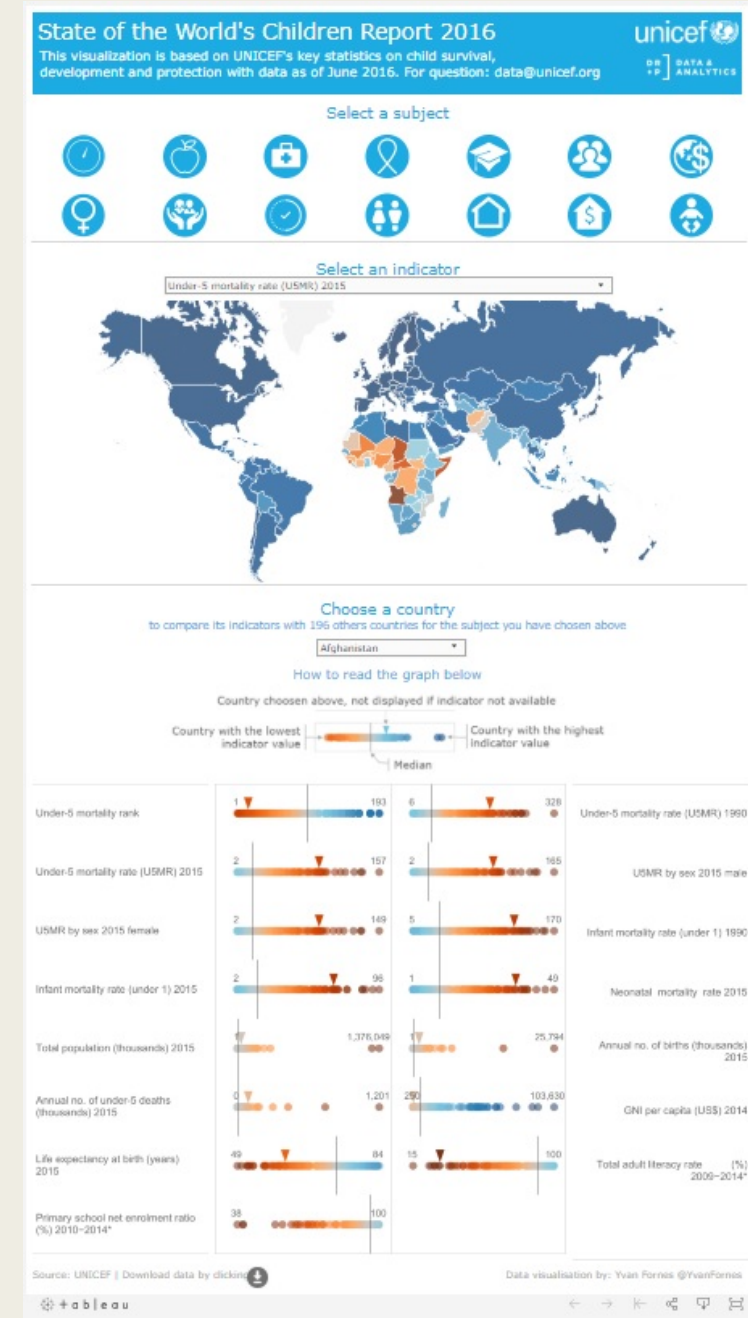 State of the World's Children Report 2016
This visualization is based on UNICEF's key statistics on child survival,
development and protection with data as of June 2016. For question: data@unicef.org
unicef
DR
+P
DATA &
ANALYTICS
Select a subject
Select an indicator
Under-5 mortality rate (U5MR) 2015
Choose a country
to compare its indicators with 196 others countries for the subject you have chosen above
Afghanistan
How to read the graph below
Country choosen above, not displayed if indicator not available
Country with the lowest
indicator value
Country with the highest
indicator value
Median
Under-5 mortality rank
1 193
6 328
Under-5 mortality rate (U5MR) 1990
Under-5 mortality rate (U5MR) 2015
2 157
2 165
U5MR by sex 2015 male
U5MR by sex 2015 female
2 149
5 170
Infant mortality rate (under 1) 1990
Infant mortality rate (under 1) 2015
2 96
1 49
Neonatal mortality rate 2015
Total population (thousands) 2015
1,376,049
25,794
Annual no. of births (thousands)
2015
Annual no. of under-5 deaths
(thousands) 2015
0 1,201
250 103,630
GNI per capita (US$) 2014
Life expectancy at birth (years)
2015
49 84
15 100
Total adult literacy rate (%)
2009-2014*
Primary school net enrolment ratio
(%) 2010-2014*
38 100
Source: UNICEF | Download data by clicking
Data visualisation by: Yvan Fornes @YvanFornes
+ableau